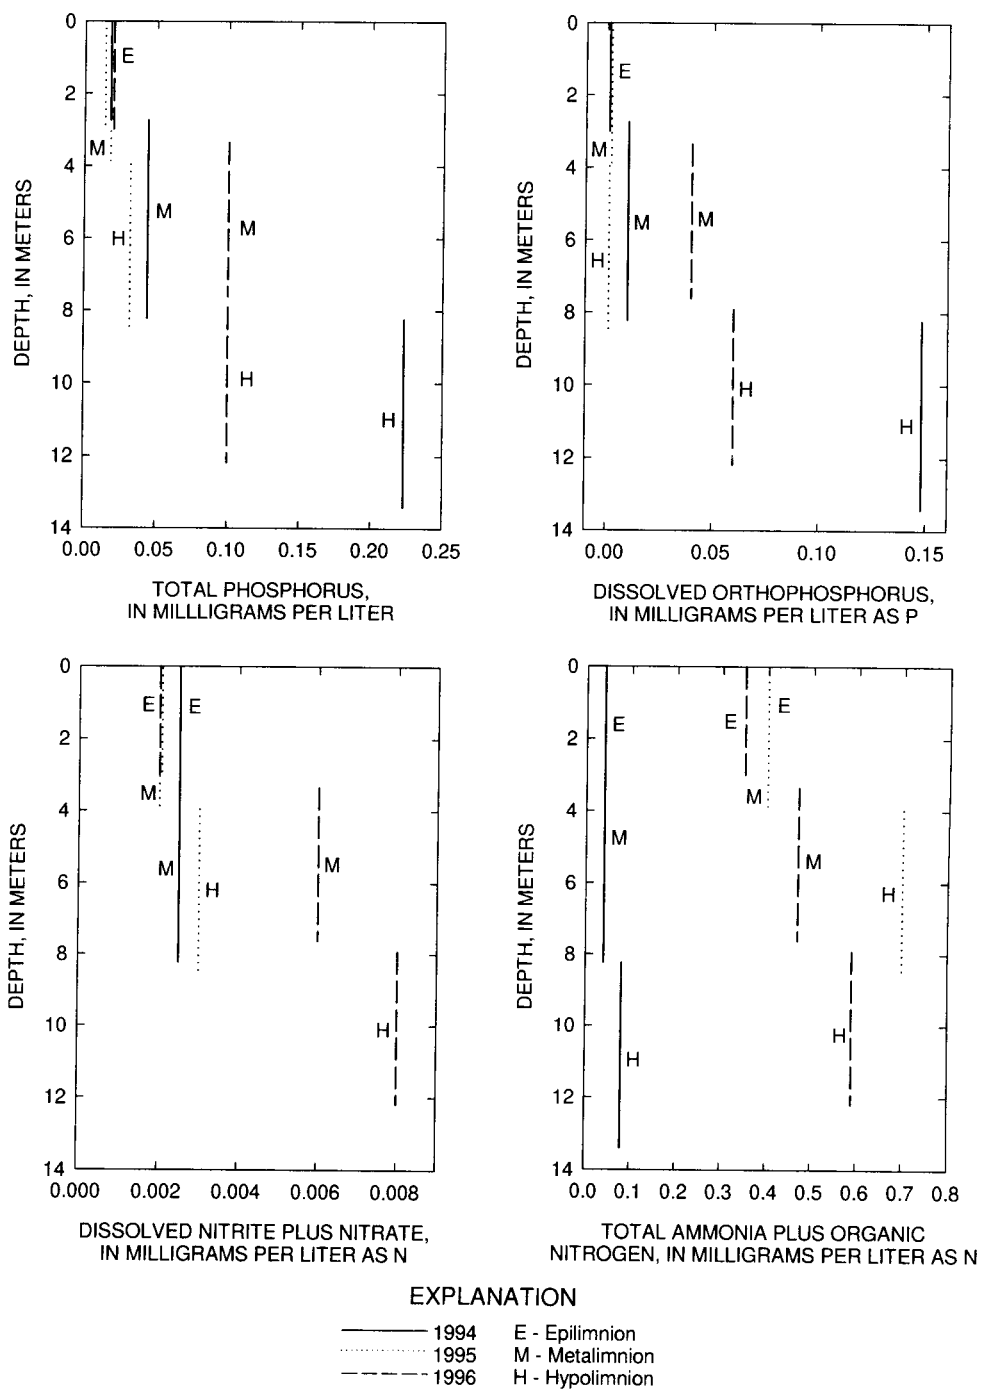 0
2
4
6
8
10
12
14
DEPTH, IN METERS
E
M
M
H
M
H
H
0.00 0.05 0.10 0.15 0.20 0.25
TOTAL PHOSPHORUS,
IN MILLLIGRAMS PER LITER
0
2
4
6
8
10
12
14
DEPTH, IN METERS
E
M
M
M
H
H
H
0.00 0.05 0.10 0.15
DISSOLVED ORTHOPHOSPHORUS,
IN MILLIGRAMS PER LITER AS P
0
2
4
6
8
10
12
14
DEPTH, IN METERS
E E
M
M
M
H
H
0.000 0.002 0.004 0.006 0.008
DISSOLVED NITRITE PLUS NITRATE,
IN MILLIGRAMS PER LITER AS N
0
2
4
6
8
10
12
14
DEPTH, IN METERS
E
E
E
M
M
M
H
H
H
0.0 0.1 0.2 0.3 0.4 0.5 0.6 0.7 0.8
TOTAL AMMONIA PLUS ORGANIC
NITROGEN, IN MILLIGRAMS PER LITER AS N
EXPLANATION
1994 E - Epilimnion
1995 M - Metalimnion
1996 H - Hypolimnion